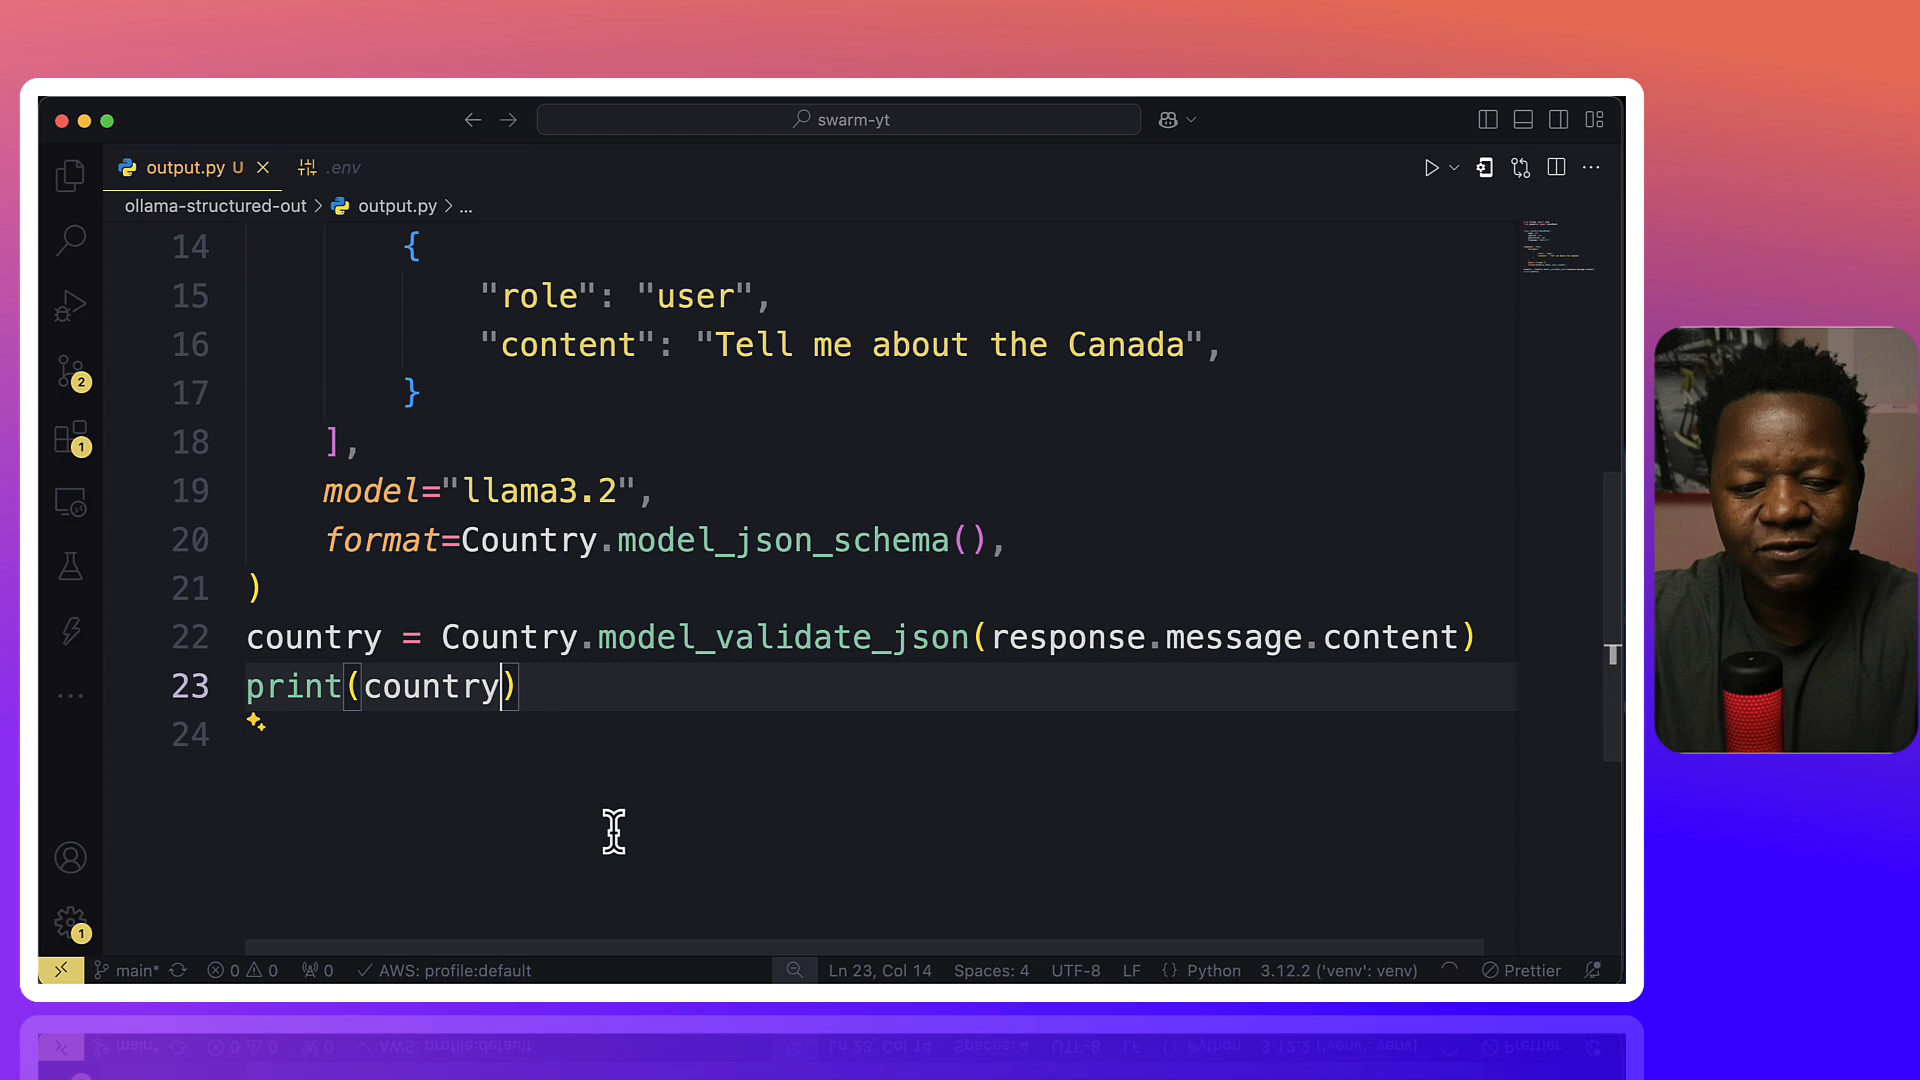 swarm-yt
output.py U
.env
ollama-structured-out > output.py > ...
14 {
15 "role": "user",
16 "content": "Tell me about the Canada",
17 }
18 ],
19 model="llama3.2",
20 format=Country.model_json_schema(),
21 )
22 country = Country.model_validate_json(response.message.content)
23 print(country)
24
2
1
1
main* 0 0 0 AWS: profile:default Ln 23, Col 14 Spaces: 4 UTF-8 LF {} Python 3.12.2 ('venv': venv) Prettier